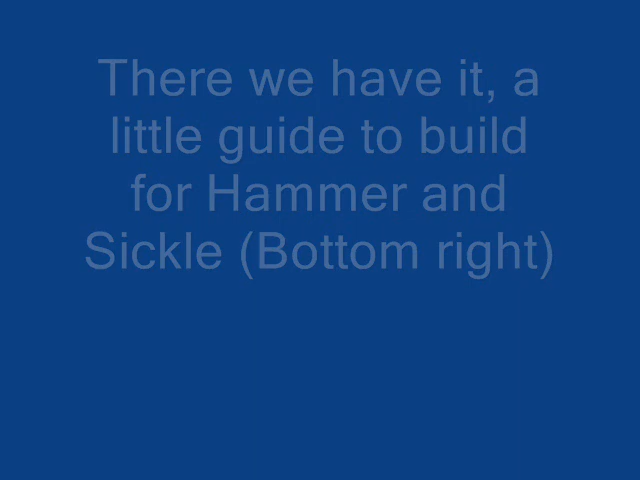 There we have it, a
little guide to build
for Hammer and
Sickle (Bottom right)